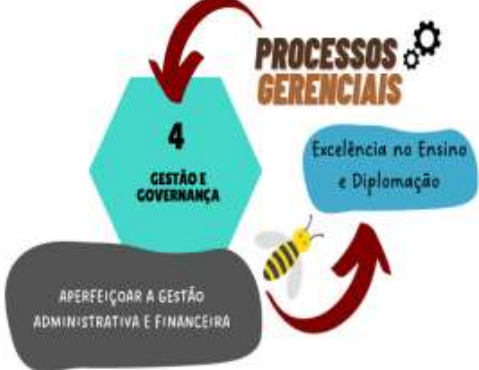 PROCESSOS
GERENCIAIS
4
GESTÃO E
GOVERNANÇA
Excelência no Ensino
e Diplomação
APERFEIÇOAR A GESTÃO
ADMINISTRATIVA E FINANCEIRA